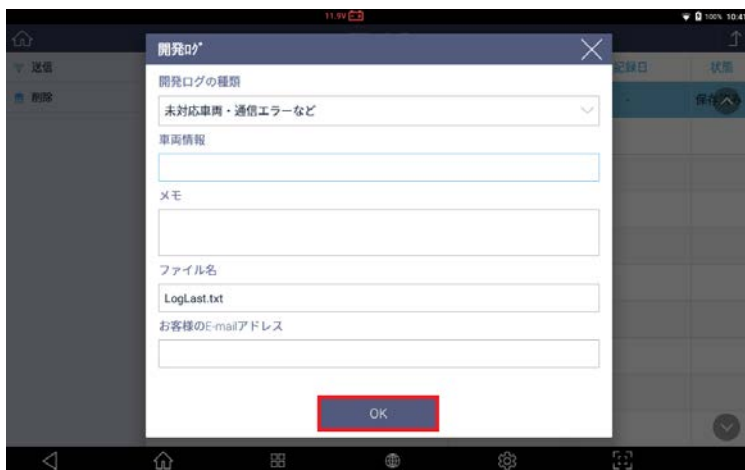 11.9V
100% 10:41
開発ﾛｸﾞ
送信
記録日
状態
開発ログの種類
削除
未対応車両・通信エラーなど
車両情報
メモ
ファイル名
LogLast.txt
お客様のE-mailアドレス
OK